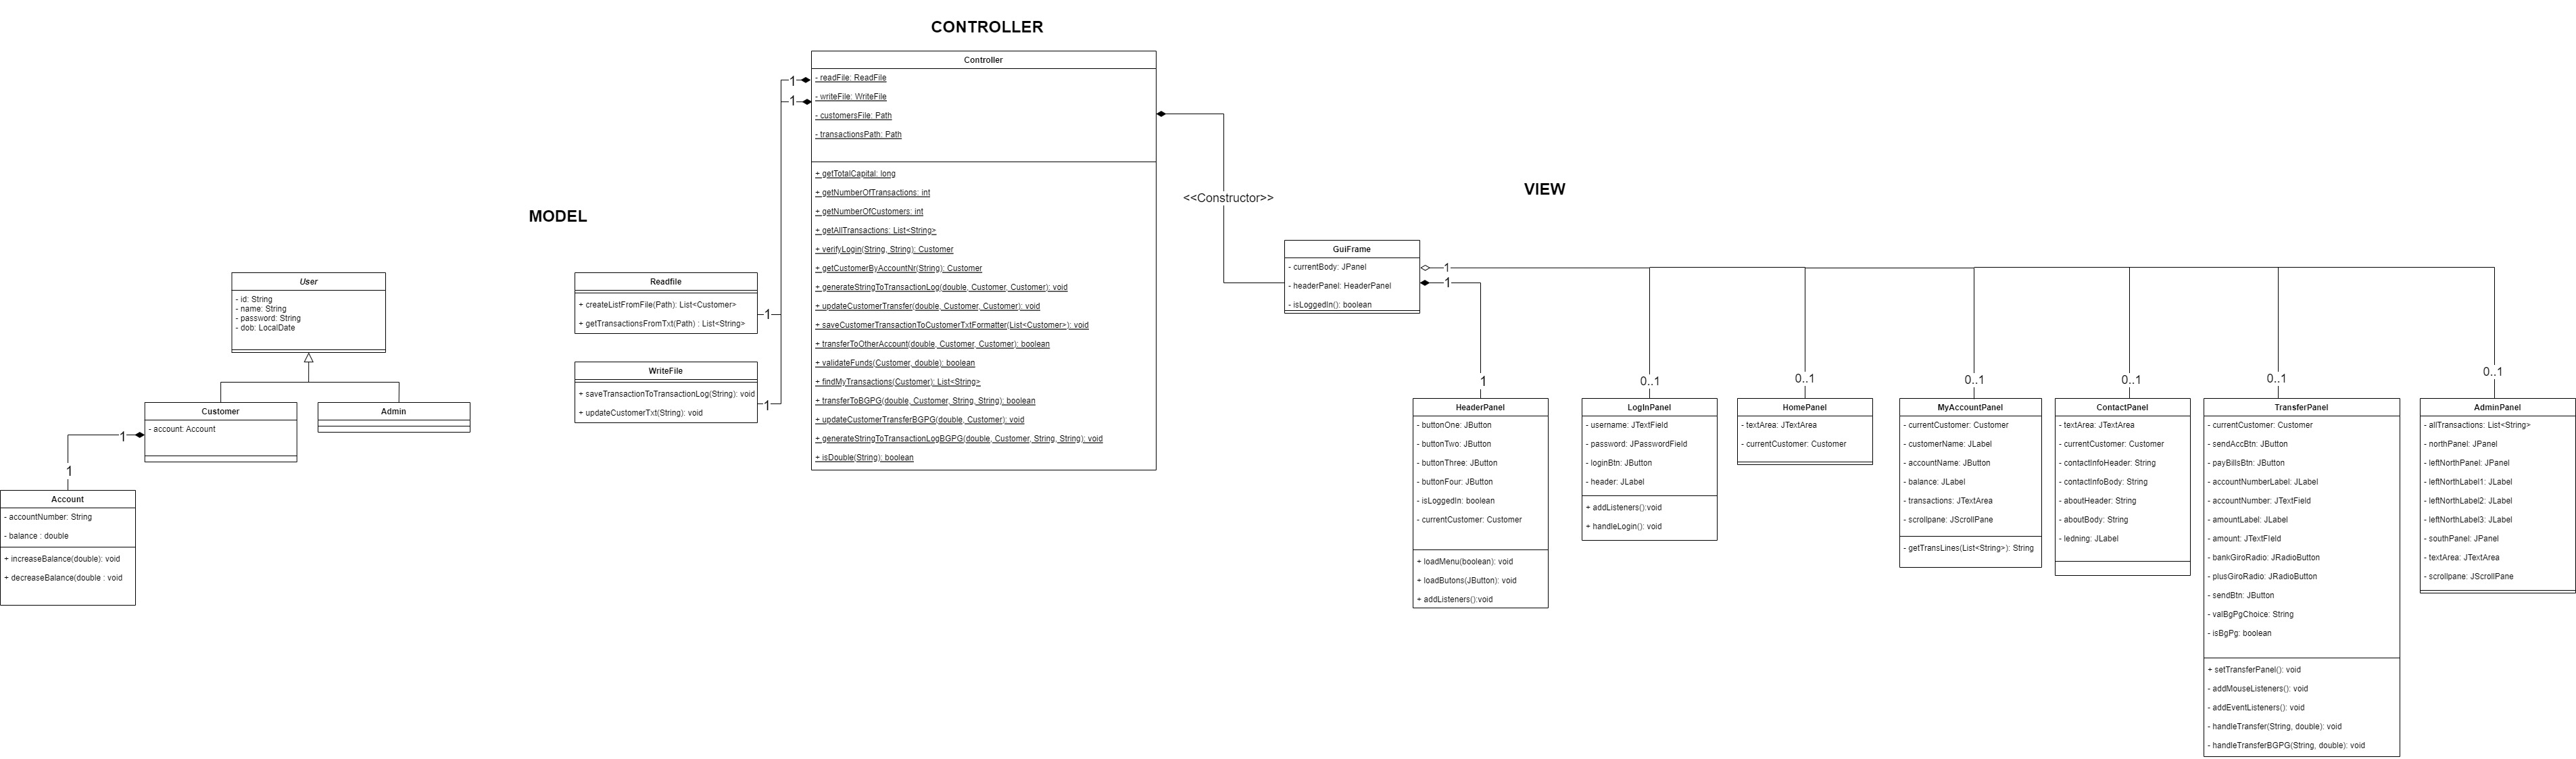 CONTROLLER
Controller
- readFile: ReadFile
- writeFile: WriteFile
- customersFile: Path
- transactionsPath: Path
+ getTotalCapital: long
+ getNumberOfTransactions: int
+ getNumberOfCustomers: int
+ getAllTransactions: List<String>
+ verifyLogin(String, String): Customer
+ getCustomerByAccountNr(String): Customer
+ generateStringToTransactionLog(double, Customer, Customer): void
+ updateCustomerTransfer(double, Customer, Customer): void
+ saveCustomerTransactionToCustomerTxtFormatter(List<Customer>): void
+ transferToOtherAccount(double, Customer, Customer): boolean
+ validateFunds(Customer, double): boolean
+ findMyTransactions(Customer): List<String>
+ transferToBGPG(double, Customer, String, String): boolean
+ updateCustomerTransferBGPG(double, Customer): void
+ generateStringToTransactionLogBGPG(double, Customer, String, String): void
+ isDouble(String): boolean
1
1
MODEL
User
- id: String
- name: String
- password: String
- dob: LocalDate
Customer
- account: Account
Admin
1
1
Account
- accountNumber: String
- balance : double
+ increaseBalance(double): void
+ decreaseBalance(double : void
Readfile
+ createListFromFile(Path): List<Customer>
+ getTransactionsFromTxt(Path) : List<String>
1
WriteFile
+ saveTransactionToTransactionLog(String): void
+ updateCustomerTxt(String): void
1
<<Constructor>>
VIEW
GuiFrame
- currentBody: JPanel
- headerPanel: HeaderPanel
- isLoggedIn(): boolean
1
1
1
HeaderPanel
- buttonOne: JButton
- buttonTwo: JButton
- buttonThree: JButton
- buttonFour: JButton
- isLoggedIn: boolean
- currentCustomer: Customer
+ loadMenu(boolean): void
+ loadButons(JButton): void
+ addListeners():void
0..1
LogInPanel
- username: JTextField
- password: JPasswordField
- loginBtn: JButton
- header: JLabel
+ addListeners():void
+ handleLogin(): void
0..1
HomePanel
- textArea: JTextArea
- currentCustomer: Customer
0..1
MyAccountPanel
- currentCustomer: Customer
- customerName: JLabel
- accountName: JButton
- balance: JLabel
- transactions: JTextArea
- scrollpane: JScrollPane
- getTransLines(List<String>): String
0..1
ContactPanel
- textArea: JTextArea
- currentCustomer: Customer
- contactInfoHeader: String
- contactInfoBody: String
- aboutHeader: String
- aboutBody: String
- ledning: JLabel
0..1
TransferPanel
- currentCustomer: Customer
- sendAccBtn: JButton
- payBillsBtn: JButton
- accountNumberLabel: JLabel
- accountNumber: JTextField
- amountLabel: JLabel
- amount: JTextField
- bankGiroRadio: JRadioButton
- plusGiroRadio: JRadioButton
- sendBtn: JButton
- valBgPgChoice: String
- isBgPg: boolean
+ setTransferPanel(): void
- addMouseListeners(): void
- addEventListeners(): void
- handleTransfer(String, double): void
- handleTransferBGPG(String, double): void
0..1
AdminPanel
- allTransactions: List<String>
- northPanel: JPanel
- leftNorthPanel: JPanel
- leftNorthLabel1: JLabel
- leftNorthLabel2: JLabel
- leftNorthLabel3: JLabel
- southPanel: JPanel
- textArea: JTextArea
- scrollpane: JScrollPane